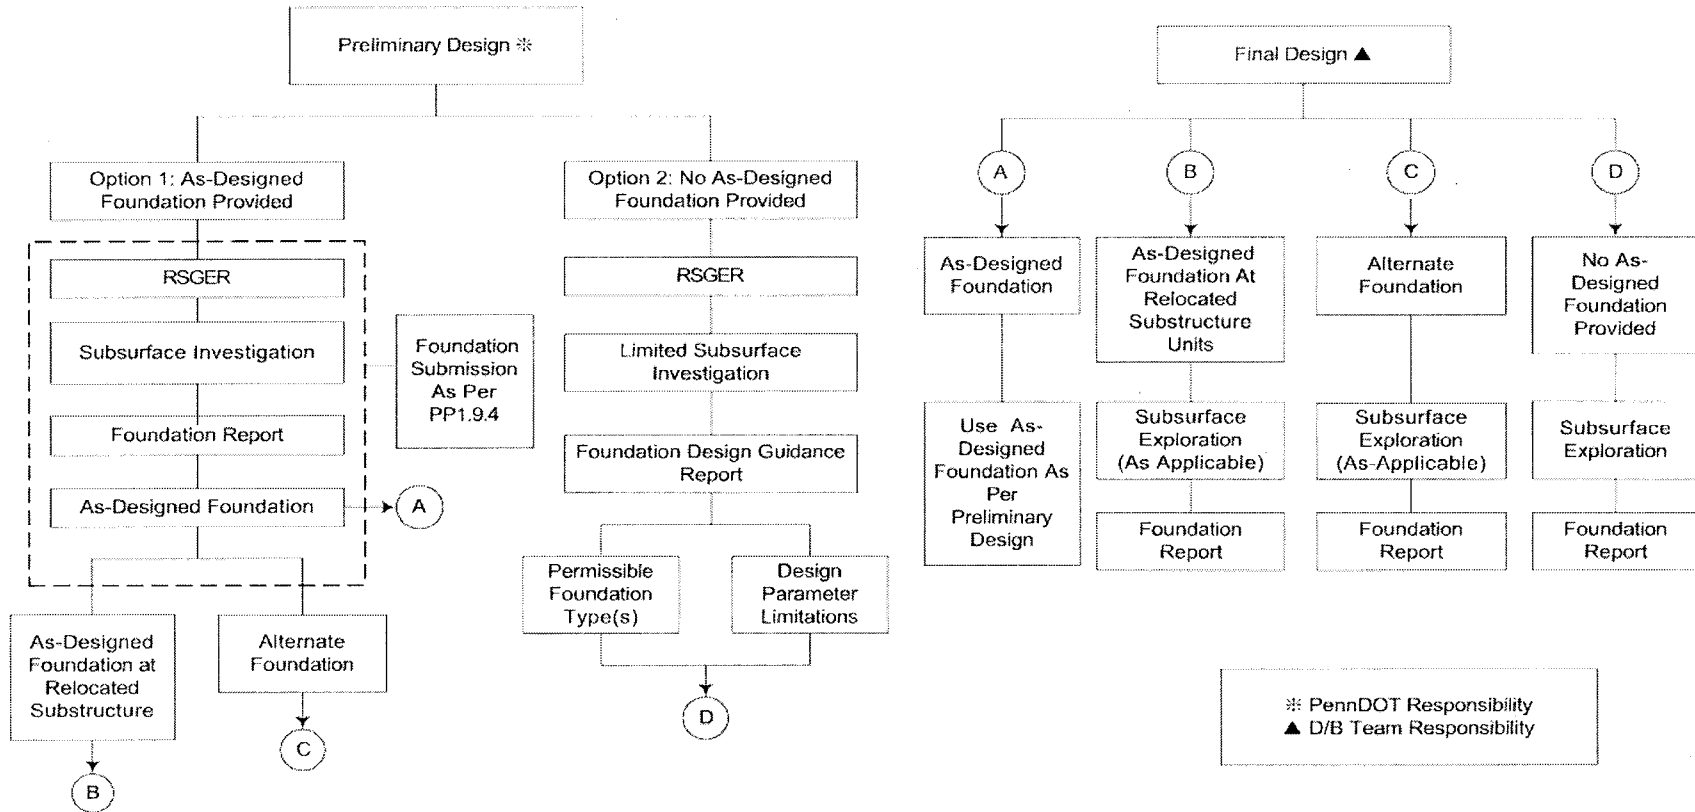 Preliminary Design ※
Option 1: As-Designed
Foundation Provided
RSGER
Subsurface Investigation
Foundation Report
As-Designed Foundation
A
Foundation
Submission
As Per
PP1.9.4
As-Designed
Foundation at
Relocated
Substructure
B
Alternate
Foundation
C
Option 2: No As-Designed
Foundation Provided
RSGER
Limited Subsurface
Investigation
Foundation Design Guidance
Report
Permissible
Foundation
Type(s)
Design
Parameter
Limitations
D
Final Design ▲
A
As-Designed
Foundation
Use As-
Designed
Foundation As
Per
Preliminary
Design
B
As-Designed
Foundation At
Relocated
Substructure
Units
Subsurface
Exploration
(As Applicable)
Foundation
Report
C
Alternate
Foundation
Subsurface
Exploration
(As-Applicable)
Foundation
Report
D
No As-
Designed
Foundation
Provided
Subsurface
Exploration
Foundation
Report
※ PennDOT Responsibility
▲ D/B Team Responsibility